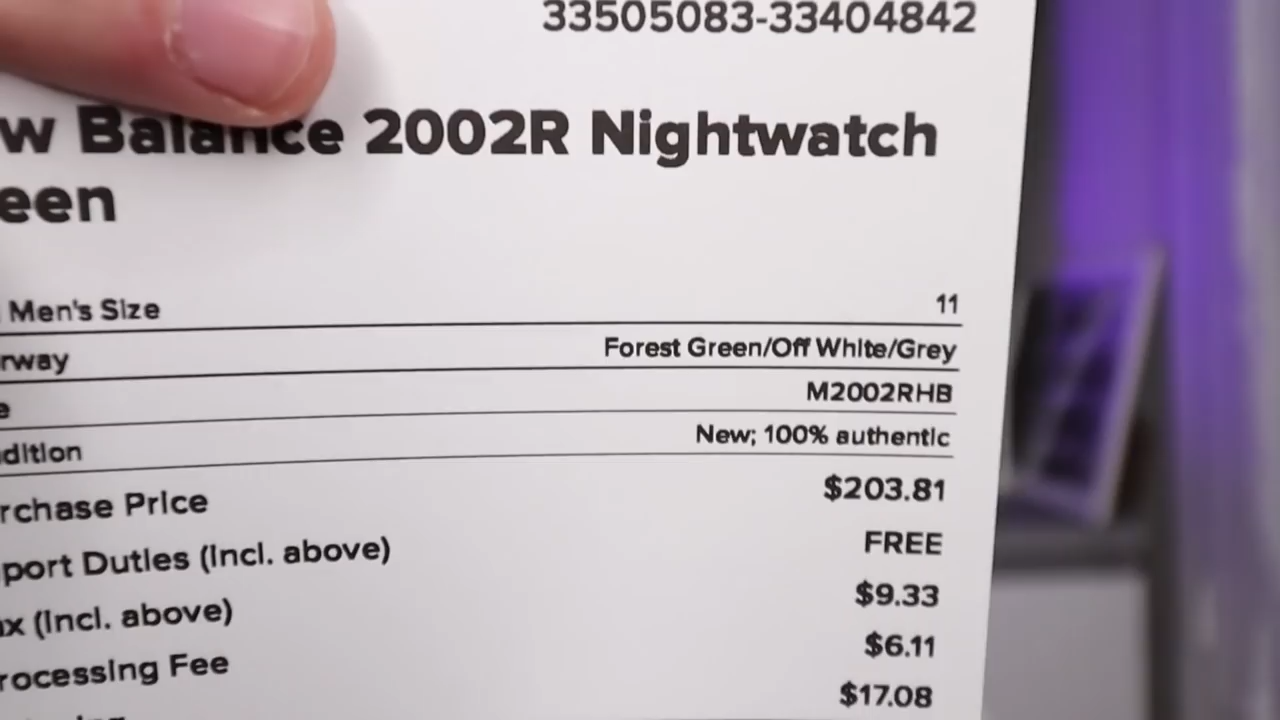 33505083-33404842
w Balance 2002R Nightwatch
een
Men's Size 11
rway Forest Green/Off White/Grey
e M2002RHB
dition New; 100% authentic
rchase Price $203.81
port Duties (Incl. above) FREE
ax (Incl. above) $9.33
rocessing Fee $6.11
$17.08